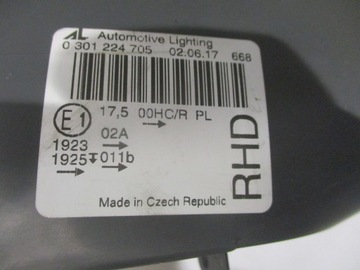 AL Automotive Lighting
0 301 224 705 02.06.17 668
E1 17,5 00HC/R PL
02A
1923
1925 011b
RHD
Made in Czech Republic